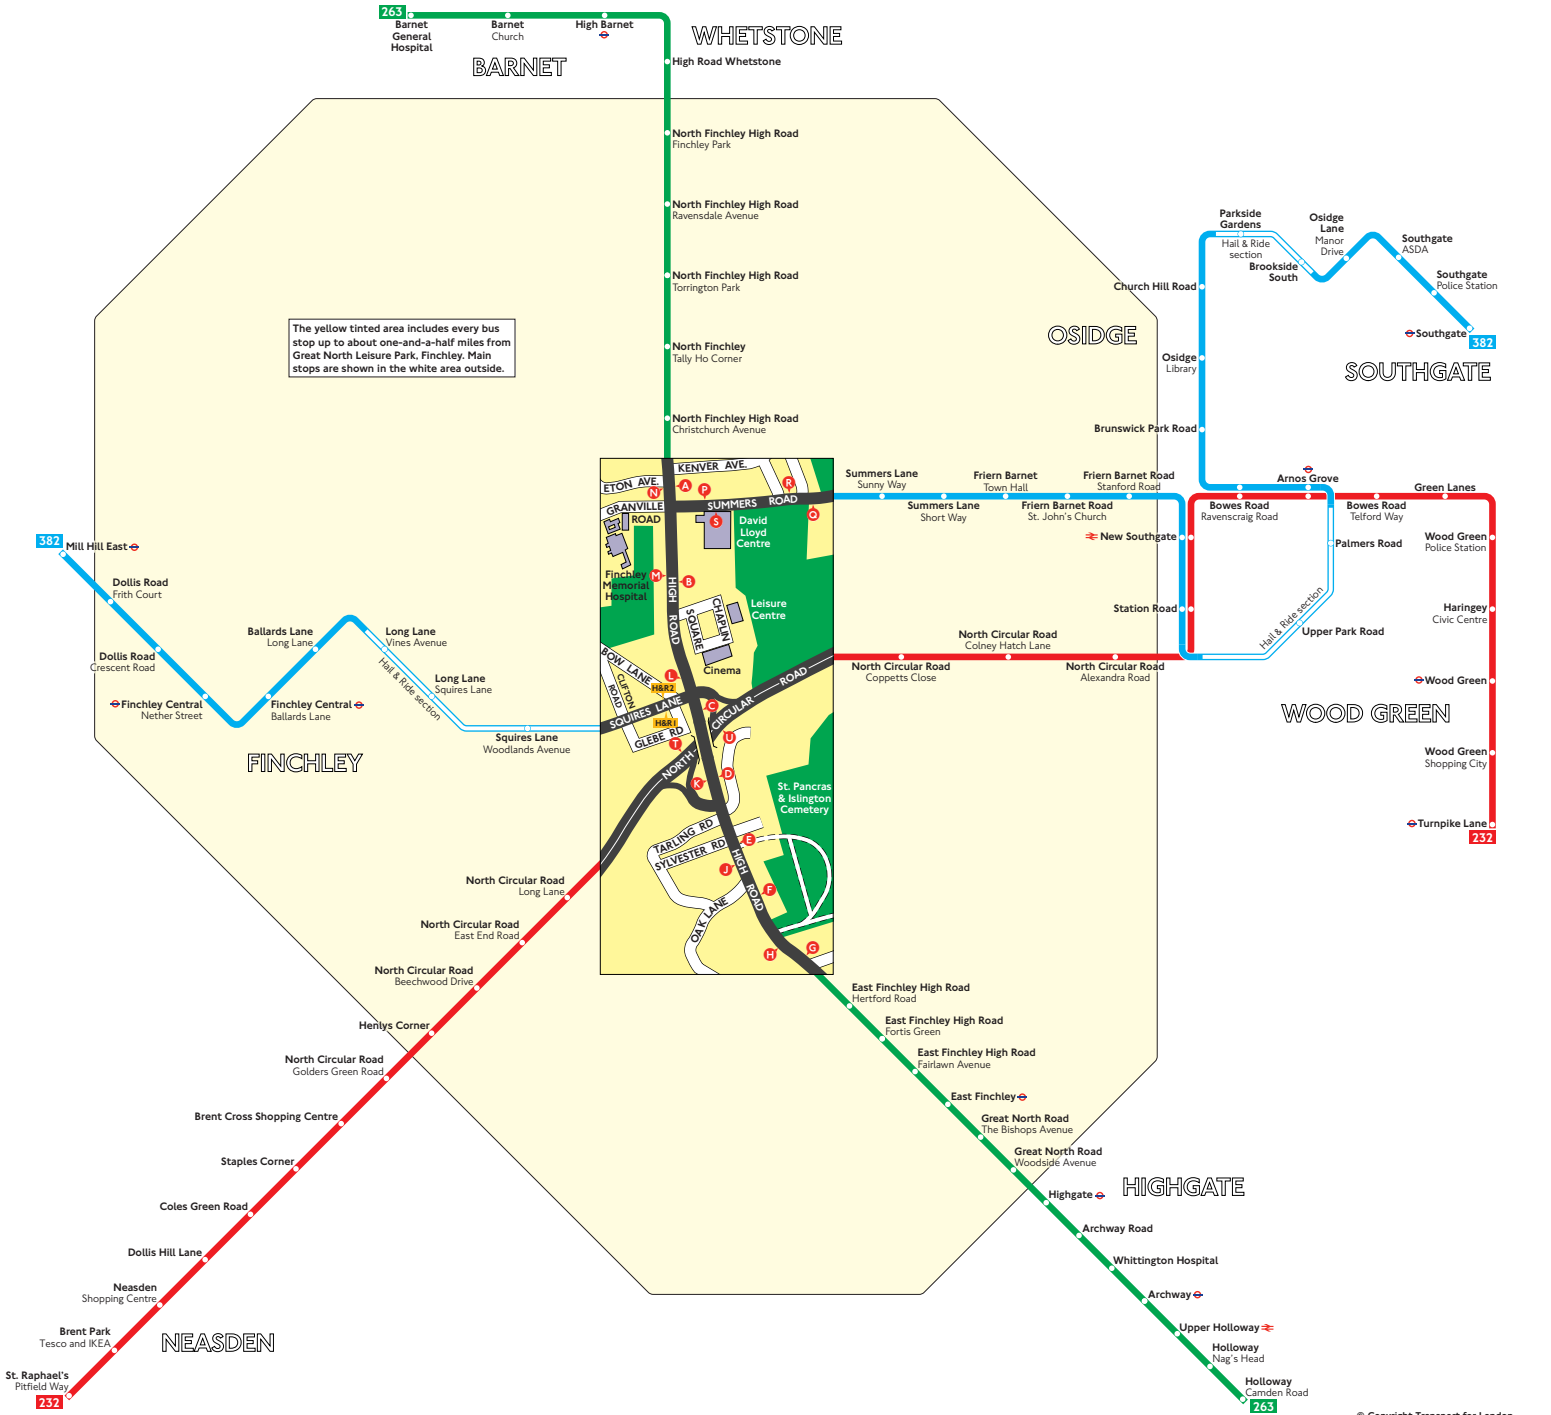 263
Barnet
General
Hospital
Barnet
Church
High Barnet
WHETSTONE
BARNET
High Road Whetstone
North Finchley High Road
Finchley Park
North Finchley High Road
Ravensdale Avenue
North Finchley High Road
Torrington Park
North Finchley
Tally Ho Corner
North Finchley High Road
Christchurch Avenue
The yellow tinted area includes every bus
stop up to about one-and-a-half miles from
Great North Leisure Park, Finchley. Main
stops are shown in the white area outside.
Parkside
Gardens
Hail & Ride
section
Brookside
South
Osidge
Lane
Manor
Drive
Southgate
ASDA
Southgate
Police Station
Southgate
382
SOUTHGATE
Church Hill Road
OSIDGE
Osidge
Library
Brunswick Park Road
Summers Lane
Sunny Way
Summers Lane
Short Way
Friern Barnet
Town Hall
Friern Barnet Road
St. John's Church
Friern Barnet Road
Stanford Road
New Southgate
Station Road
Arnos Grove
Bowes Road
Ravenscraig Road
Bowes Road
Telford Way
Green Lanes
Palmers Road
Hail & Ride section
Upper Park Road
Wood Green
Police Station
Haringey
Civic Centre
Wood Green
WOOD GREEN
Wood Green
Shopping City
Turnpike Lane
232
North Circular Road
Coppetts Close
North Circular Road
Colney Hatch Lane
North Circular Road
Alexandra Road
382
Mill Hill East
Dollis Road
Frith Court
Dollis Road
Crescent Road
Finchley Central
Nether Street
Ballards Lane
Long Lane
Finchley Central
Ballards Lane
Long Lane
Vines Avenue
Hail & Ride section
Long Lane
Squires Lane
Squires Lane
Woodlands Avenue
FINCHLEY
KENVER AVE.
ETON AVE.
GRANVILLE
ROAD
SUMMERS ROAD
N
A
P
R
S
Q
David
Lloyd
Centre
Finchley
Memorial
Hospital
M
B
HIGH ROAD
CHAPLIN
SQUARE
Leisure
Centre
Cinema
BOW LANE
CLIFTON
ROAD
L
H&R2
SQUIRES LANE
H&R1
GLEBE RD
C
T
U
NORTH
CIRCULAR
ROAD
K
D
St. Pancras
& Islington
Cemetery
TARLING RD
SYLVESTER RD
E
J
HIGH ROAD
F
OAK LANE
H
G
North Circular Road
Long Lane
North Circular Road
East End Road
North Circular Road
Beechwood Drive
Henlys Corner
North Circular Road
Golders Green Road
Brent Cross Shopping Centre
Staples Corner
Coles Green Road
Dollis Hill Lane
Neasden
Shopping Centre
Brent Park
Tesco and IKEA
NEASDEN
St. Raphael's
Pitfield Way
232
East Finchley High Road
Hertford Road
East Finchley High Road
Fortis Green
East Finchley High Road
Fairlawn Avenue
East Finchley
Great North Road
The Bishops Avenue
Great North Road
Woodside Avenue
HIGHGATE
Highgate
Archway Road
Whittington Hospital
Archway
Upper Holloway
Holloway
Nag's Head
Holloway
Camden Road
263
© Copyright Transport for London